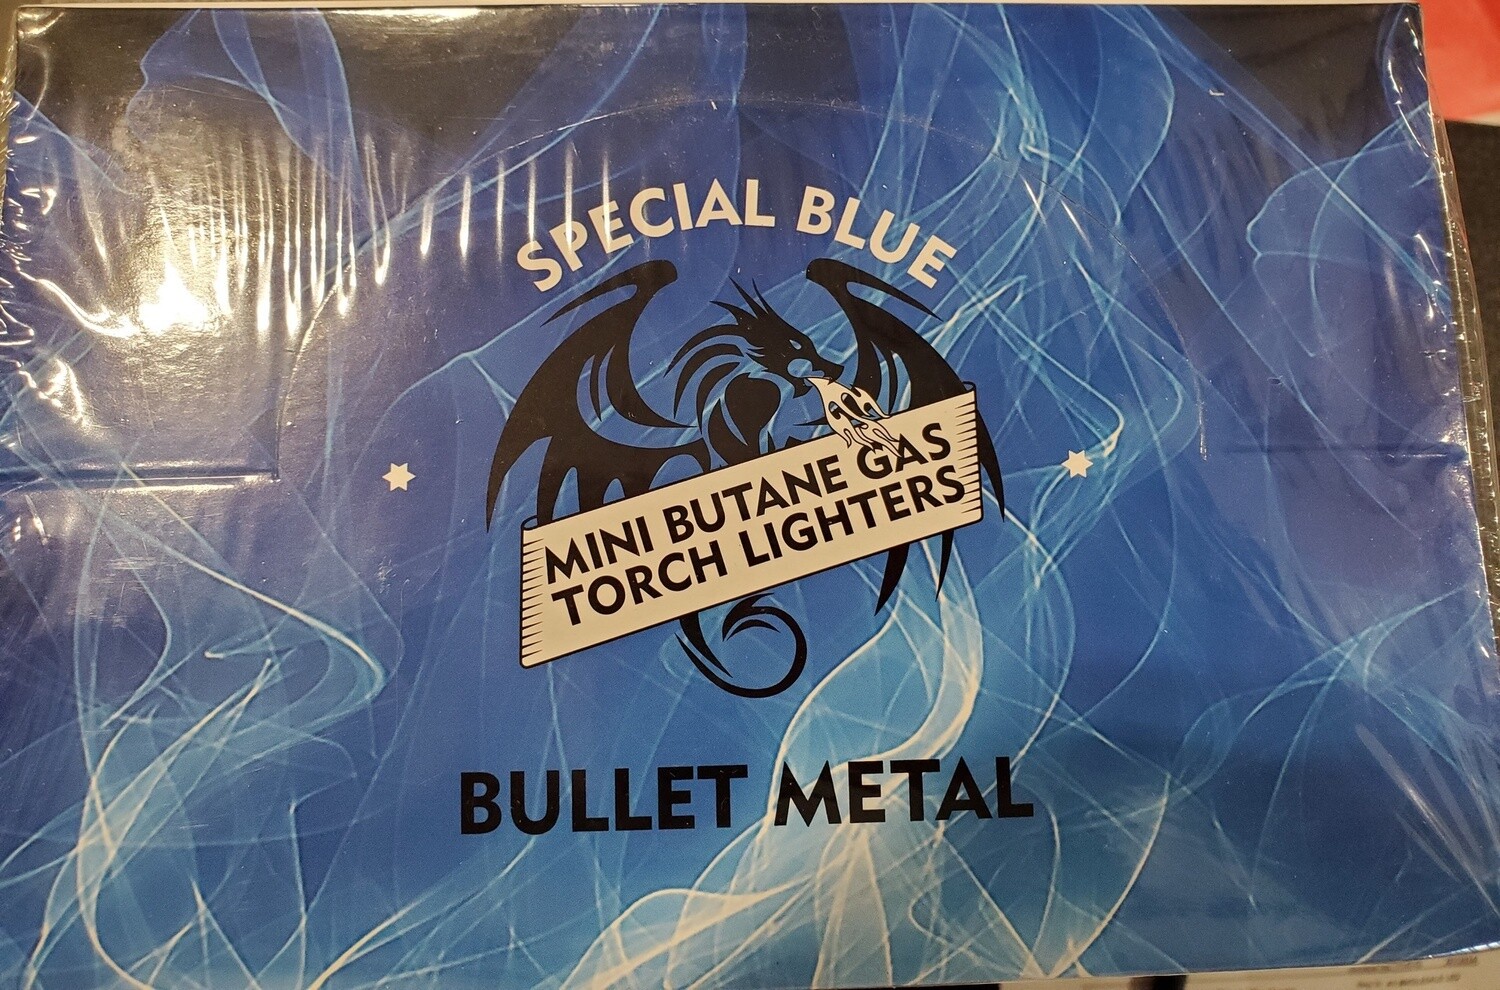 SPECIAL BLUE
MINI BUTANE GAS
TORCH LIGHTERS
BULLET METAL